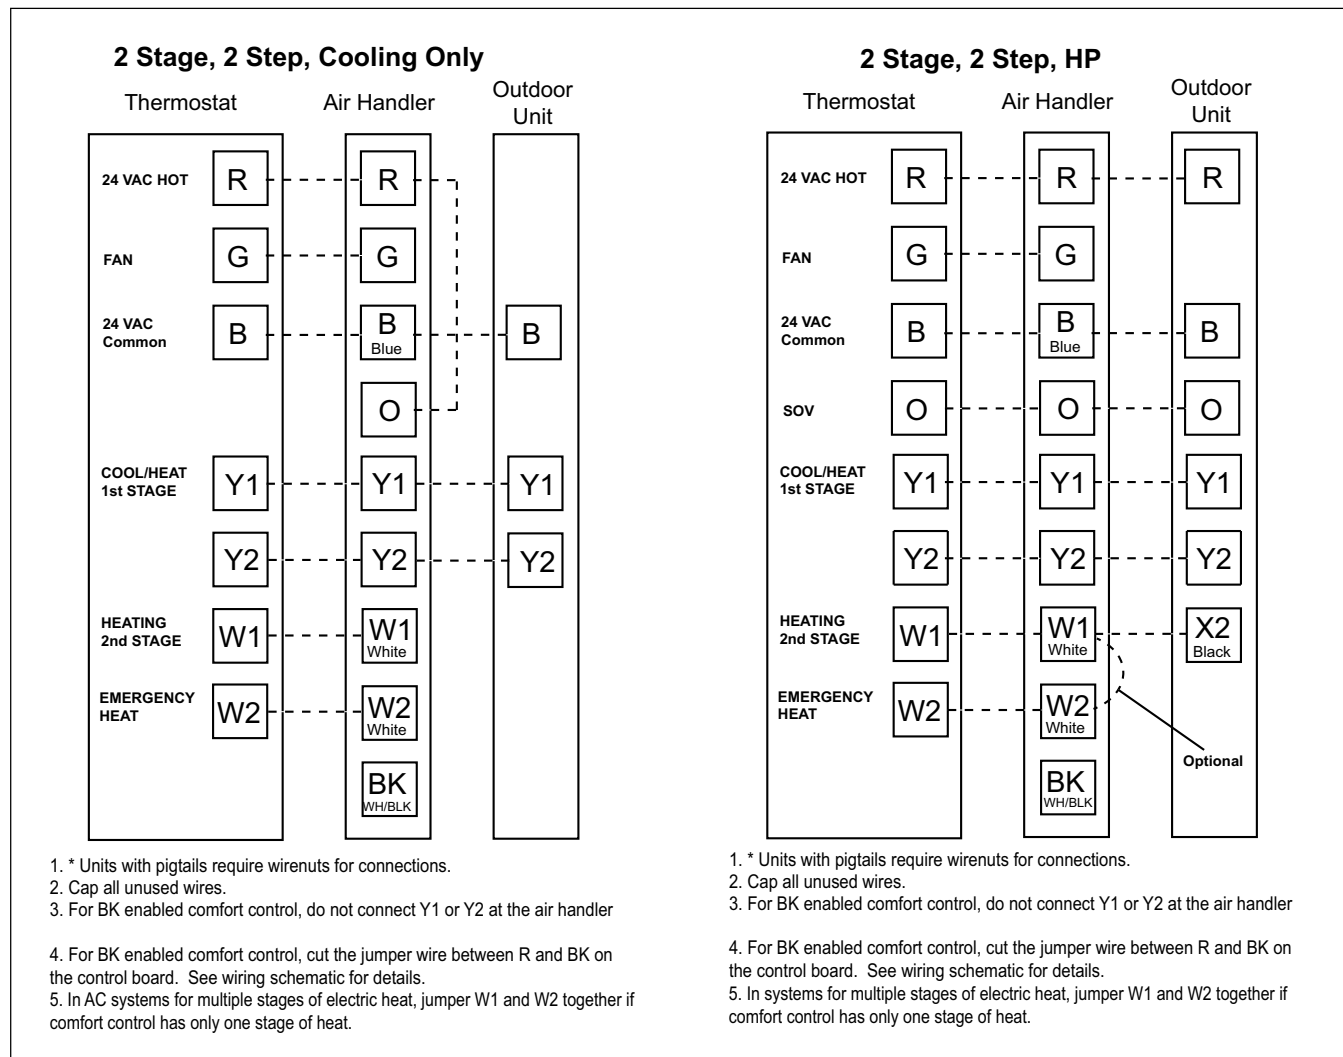 2 Stage, 2 Step, Cooling Only
Thermostat
Air Handler
Outdoor
Unit
24 VAC HOT
R
R
FAN
G
G
24 VAC
Common
B
B
Blue
B
O
COOL/HEAT
1st STAGE
Y1
Y1
Y1
Y2
Y2
Y2
HEATING
2nd STAGE
W1
W1
White
EMERGENCY
HEAT
W2
W2
White
BK
WH/BLK
1. * Units with pigtails require wirenuts for connections.
2. Cap all unused wires.
3. For BK enabled comfort control, do not connect Y1 or Y2 at the air handler
4. For BK enabled comfort control, cut the jumper wire between R and BK on
the control board.  See wiring schematic for details.
5. In AC systems for multiple stages of electric heat, jumper W1 and W2 together if
comfort control has only one stage of heat.
2 Stage, 2 Step, HP
Thermostat
Air Handler
Outdoor
Unit
24 VAC HOT
R
R
R
FAN
G
G
24 VAC
Common
B
B
Blue
B
SOV
O
O
O
COOL/HEAT
1st STAGE
Y1
Y1
Y1
Y2
Y2
Y2
HEATING
2nd STAGE
W1
W1
White
X2
Black
EMERGENCY
HEAT
W2
W2
White
Optional
BK
WH/BLK
1. * Units with pigtails require wirenuts for connections.
2. Cap all unused wires.
3. For BK enabled comfort control, do not connect Y1 or Y2 at the air handler
4. For BK enabled comfort control, cut the jumper wire between R and BK on
the control board.  See wiring schematic for details.
5. In systems for multiple stages of electric heat, jumper W1 and W2 together if
comfort control has only one stage of heat.